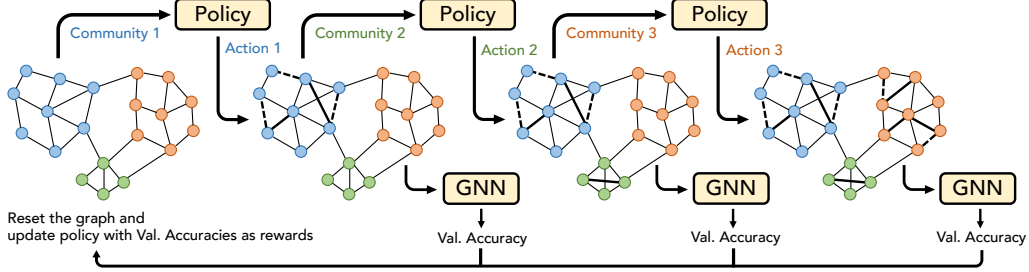 Policy
Policy
Policy
Community 1
Action 1
Community 2
Action 2
Community 3
Action 3
GNN
GNN
GNN
Reset the graph and
update policy with Val. Accuracies as rewards
Val. Accuracy
Val. Accuracy
Val. Accuracy